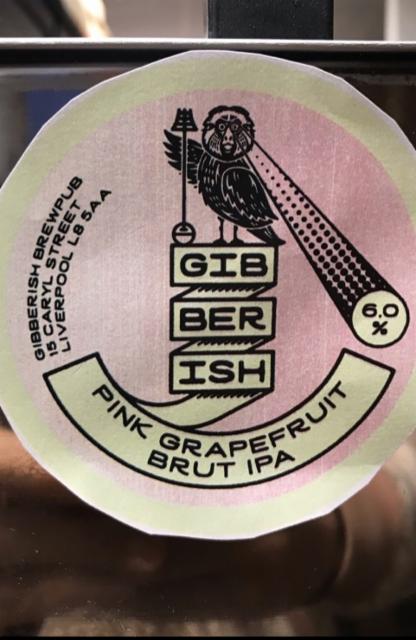 GIBBERISH BREWPUB
15 CARYL STREET
LIVERPOOL L8 5AA
GIB
BER
ISH
6.0
%
PINK GRAPEFRUIT
BRUT IPA